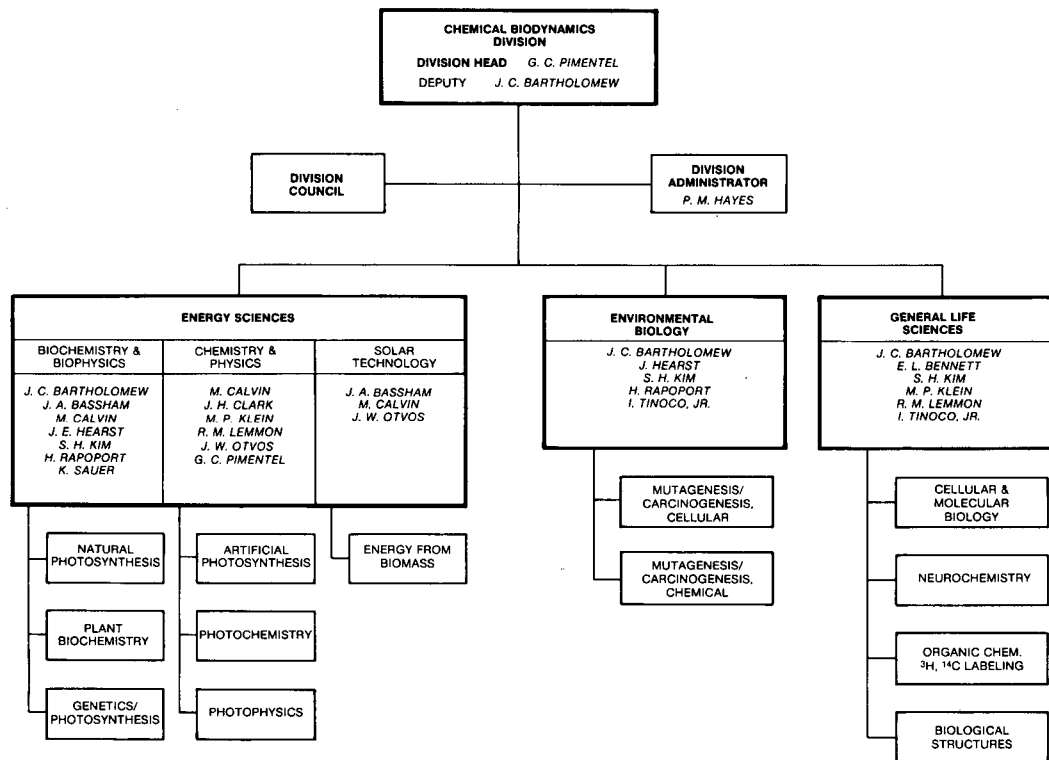 CHEMICAL BIODYNAMICS
DIVISION
DIVISION HEAD G. C. PIMENTEL
DEPUTY J. C. BARTHOLOMEW
DIVISION
COUNCIL
DIVISION
ADMINISTRATOR
P. M. HAYES
ENERGY SCIENCES
BIOCHEMISTRY &
BIOPHYSICS
J. C. BARTHOLOMEW
J. A. BASSHAM
M. CALVIN
J. E. HEARST
S. H. KIM
H. RAPOPORT
K. SAUER
CHEMISTRY &
PHYSICS
M. CALVIN
J. H. CLARK
M. P. KLEIN
R. M. LEMMON
J. W. OTVOS
G. C. PIMENTEL
SOLAR
TECHNOLOGY
J. A. BASSHAM
M. CALVIN
J. W. OTVOS
NATURAL
PHOTOSYNTHESIS
PLANT
BIOCHEMISTRY
GENETICS/
PHOTOSYNTHESIS
ARTIFICIAL
PHOTOSYNTHESIS
PHOTOCHEMISTRY
PHOTOPHYSICS
ENERGY FROM
BIOMASS
ENVIRONMENTAL
BIOLOGY
J. C. BARTHOLOMEW
J. HEARST
S. H. KIM
H. RAPOPORT
I. TINOCO, JR.
MUTAGENESIS/
CARCINOGENESIS,
CELLULAR
MUTAGENESIS/
CARCINOGENESIS,
CHEMICAL
GENERAL LIFE
SCIENCES
J. C. BARTHOLOMEW
E. L. BENNETT
S. H. KIM
M. P. KLEIN
R. M. LEMMON
I. TINOCO, JR.
CELLULAR &
MOLECULAR
BIOLOGY
NEUROCHEMISTRY
ORGANIC CHEM.
³H, ¹⁴C LABELING
BIOLOGICAL
STRUCTURES